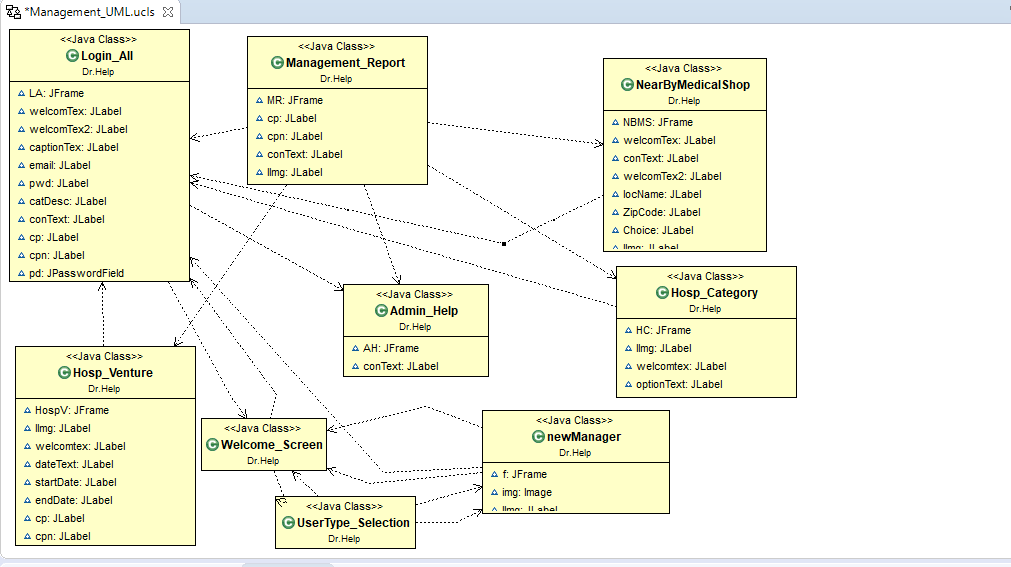 *Management_UML.ucls
<<Java Class>>
Login_All
Dr.Help
LA: JFrame
welcomTex: JLabel
welcomTex2: JLabel
captionTex: JLabel
email: JLabel
pwd: JLabel
catDesc: JLabel
conText: JLabel
cp: JLabel
cpn: JLabel
pd: JPasswordField
<<Java Class>>
Management_Report
Dr.Help
MR: JFrame
cp: JLabel
cpn: JLabel
conText: JLabel
lImg: JLabel
<<Java Class>>
NearByMedicalShop
Dr.Help
NBMS: JFrame
welcomTex: JLabel
conText: JLabel
welcomTex2: JLabel
locName: JLabel
ZipCode: JLabel
Choice: JLabel
lImg: JLabel
<<Java Class>>
Admin_Help
Dr.Help
AH: JFrame
conText: JLabel
<<Java Class>>
Hosp_Category
Dr.Help
HC: JFrame
lImg: JLabel
welcomtex: JLabel
optionText: JLabel
<<Java Class>>
Hosp_Venture
Dr.Help
HospV: JFrame
lImg: JLabel
welcomtex: JLabel
dateText: JLabel
startDate: JLabel
endDate: JLabel
cp: JLabel
cpn: JLabel
<<Java Class>>
Welcome_Screen
Dr.Help
<<Java Class>>
newManager
Dr.Help
f: JFrame
img: Image
lImg: JLabel
<<Java Class>>
UserType_Selection
Dr.Help